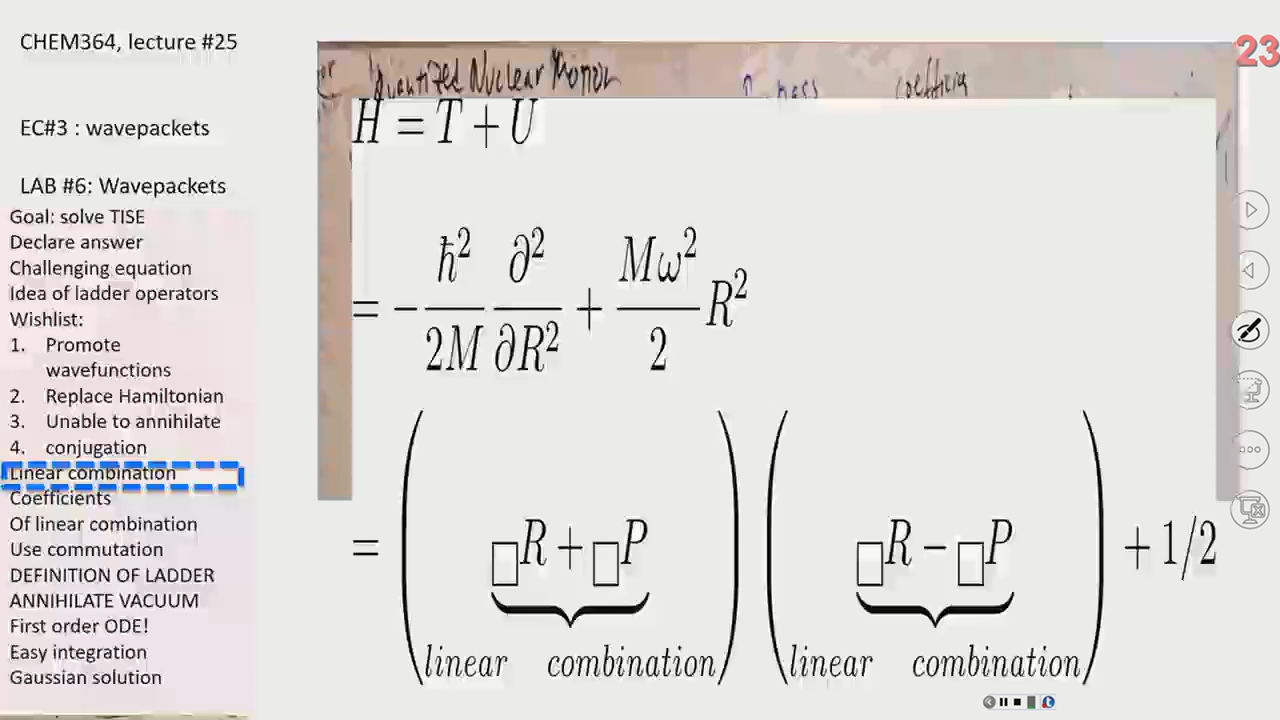 CHEM364, lecture #25
23
EC#3 : wavepackets
LAB #6: Wavepackets
Goal: solve TISE
Declare answer
Challenging equation
Idea of ladder operators
Wishlist:
1. Promote
wavefunctions
2. Replace Hamiltonian
3. Unable to annihilate
4. conjugation
Linear combination
Coefficients
Of linear combination
Use commutation
DEFINITION OF LADDER
ANNIHILATE VACUUM
First order ODE!
Easy integration
Gaussian solution
Quantized Nuclear Motion
H = T + U
= − ħ²/2M ∂²/∂R² + Mω²/2 R²
= (□R + □P) (□R − □P) + 1/2
linear combination linear combination